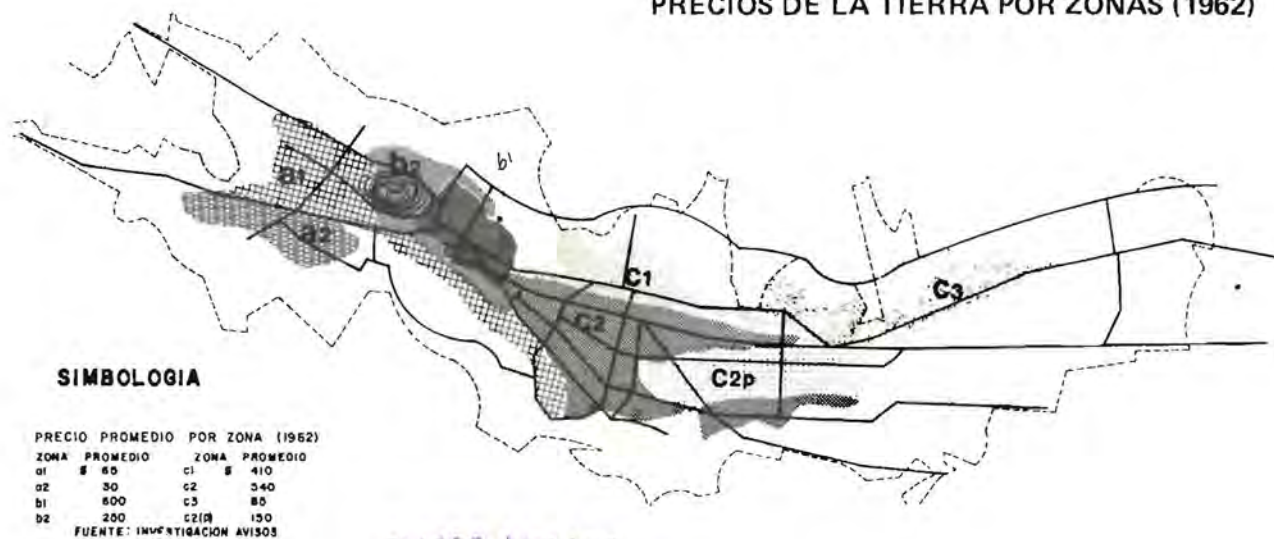 PRECIOS DE LA TIERRA POR ZONAS (1962)
b1
b2
a1
a2
C1
C3
C2
C2p
SIMBOLOGIA
PRECIO PROMEDIO POR ZONA (1962)
ZONA PROMEDIO ZONA PROMEDIO
a1 $ 65 c1 $ 410
a2 30 c2 340
b1 600 c3 85
b2 260 c2(p) 150
FUENTE: INVESTIGACION AVISOS